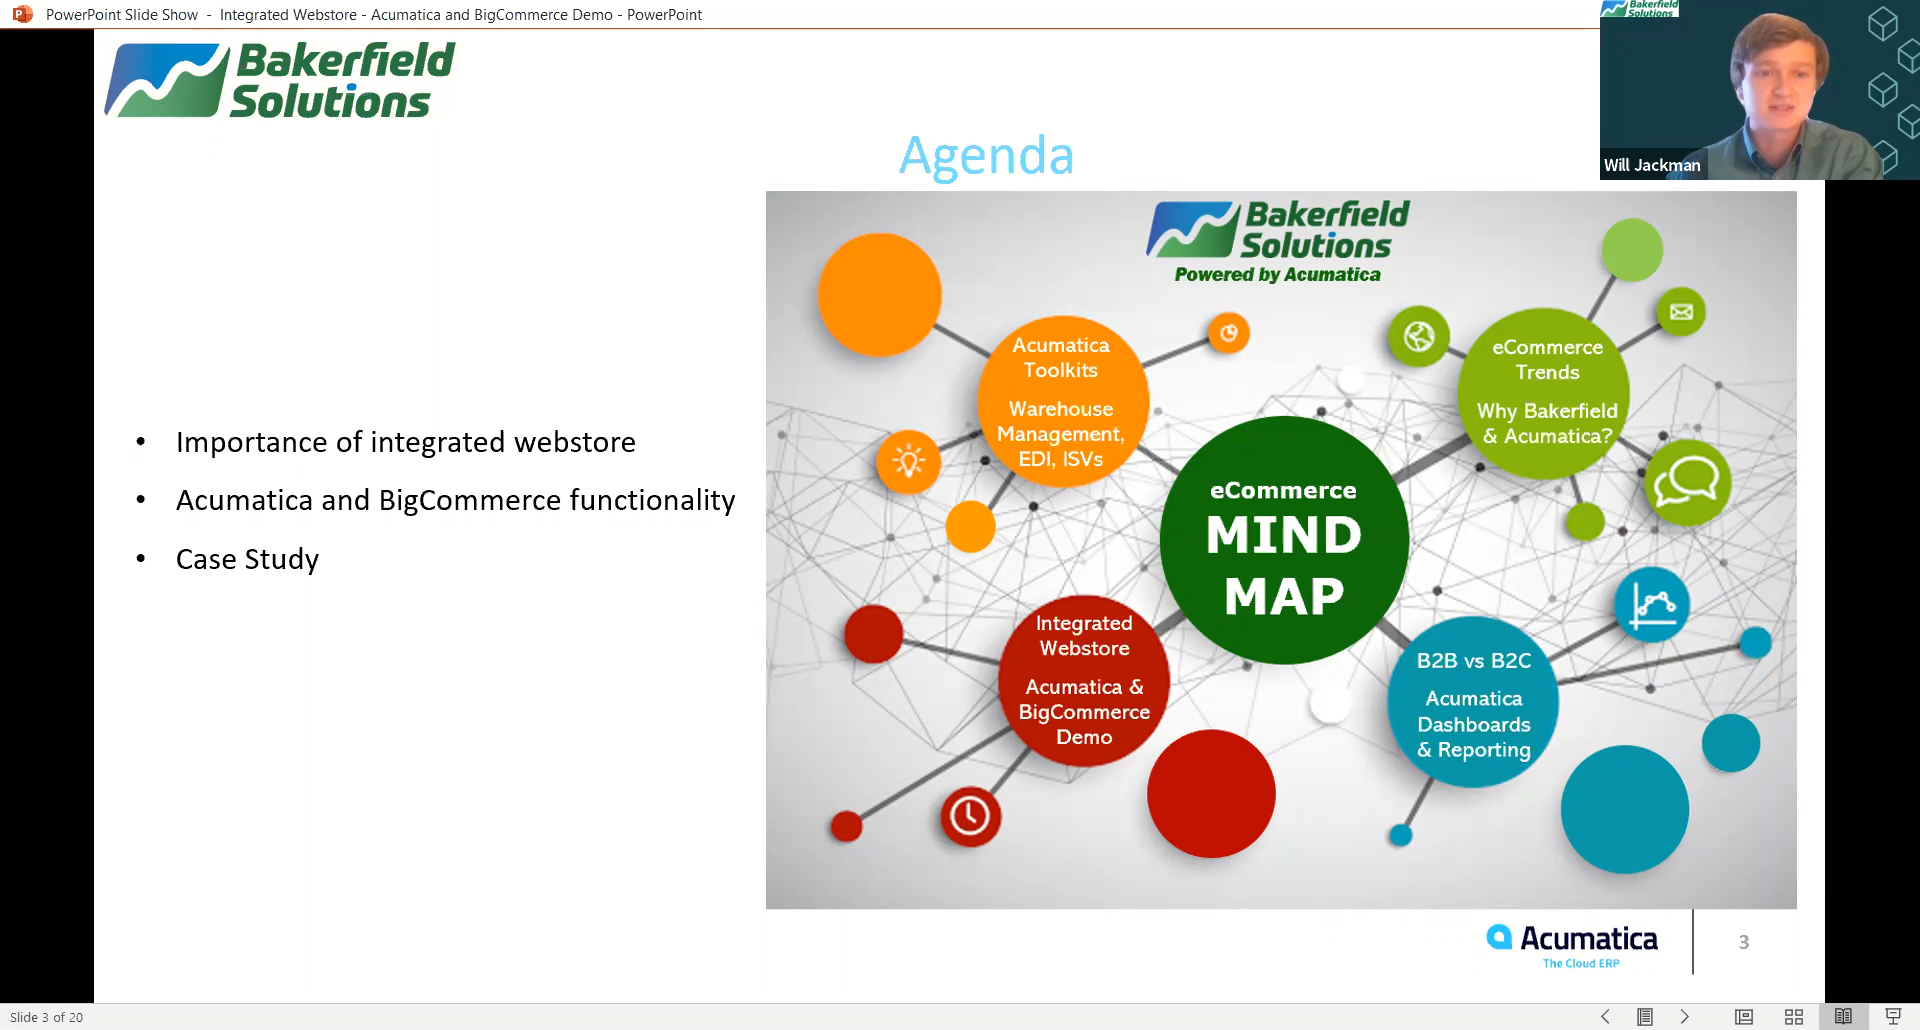 PowerPoint Slide Show - Integrated Webstore - Acumatica and BigCommerce Demo - PowerPoint
Bakerfield
Solutions
Bakerfield
Solutions
Will Jackman
Agenda
• Importance of integrated webstore
• Acumatica and BigCommerce functionality
• Case Study
Bakerfield
Solutions
Powered by Acumatica
Acumatica
Toolkits
Warehouse
Management,
EDI, ISVs
eCommerce
Trends
Why Bakerfield
& Acumatica?
eCommerce
MIND
MAP
Integrated
Webstore
Acumatica &
BigCommerce
Demo
B2B vs B2C
Acumatica
Dashboards
& Reporting
Acumatica
The Cloud ERP
3
Slide 3 of 20